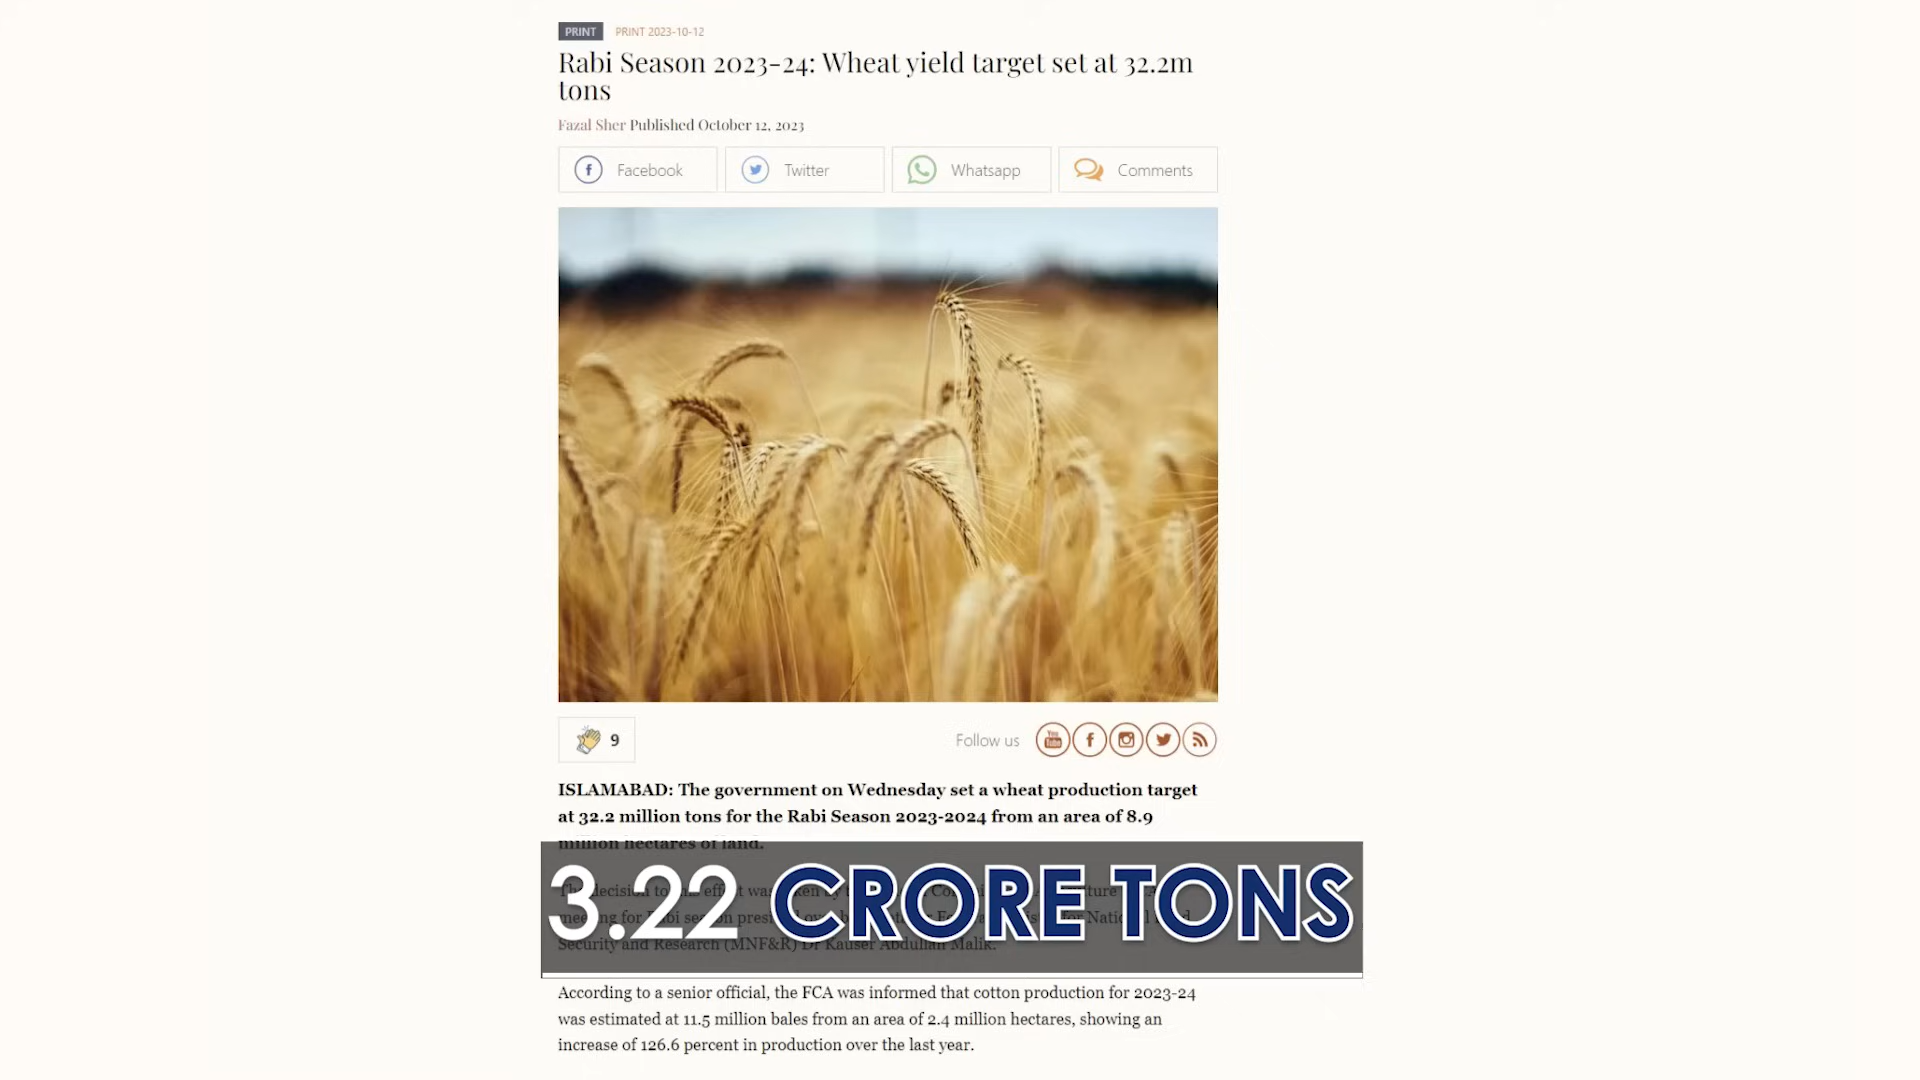 PRINT PRINT 2023-10-12
Rabi Season 2023-24: Wheat yield target set at 32.2m
tons
Fazal Sher Published October 12, 2023
Facebook Twitter Whatsapp Comments
9 Follow us
ISLAMABAD: The government on Wednesday set a wheat production target
at 32.2 million tons for the Rabi Season 2023-2024 from an area of 8.9
million hectares of land.
3.22 CRORE TONS
Security and Research (MNF&R) Dr Kauser Abdullah Malik.
According to a senior official, the FCA was informed that cotton production for 2023-24
was estimated at 11.5 million bales from an area of 2.4 million hectares, showing an
increase of 126.6 percent in production over the last year.